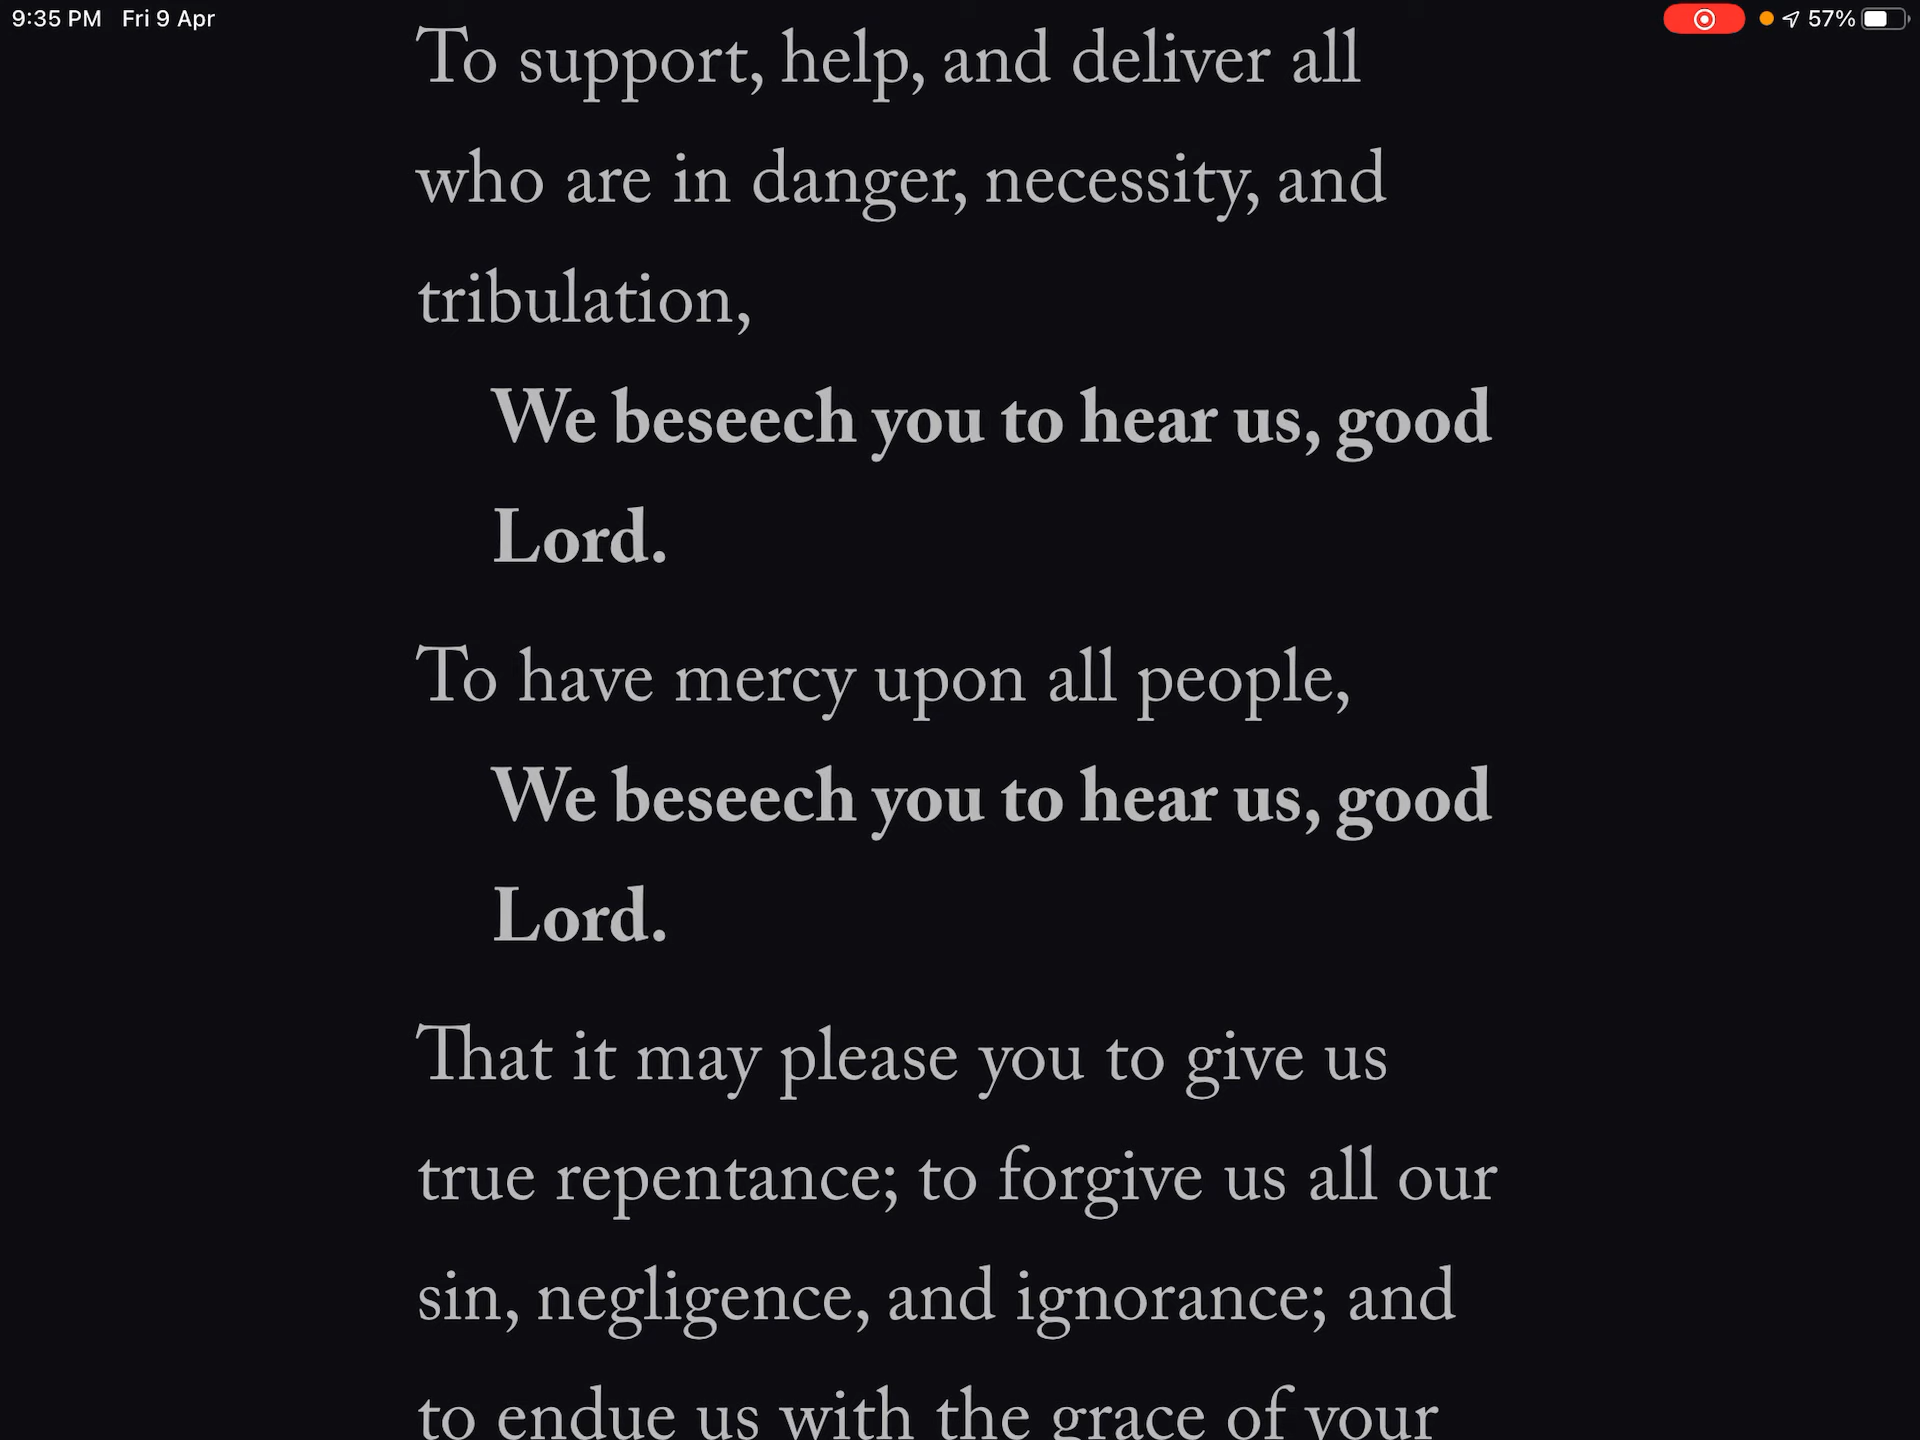 9:35 PM Fri 9 Apr 57%
To support, help, and deliver all
who are in danger, necessity, and
tribulation,
We beseech you to hear us, good
Lord.
To have mercy upon all people,
We beseech you to hear us, good
Lord.
That it may please you to give us
true repentance; to forgive us all our
sin, negligence, and ignorance; and
to endue us with the grace of your